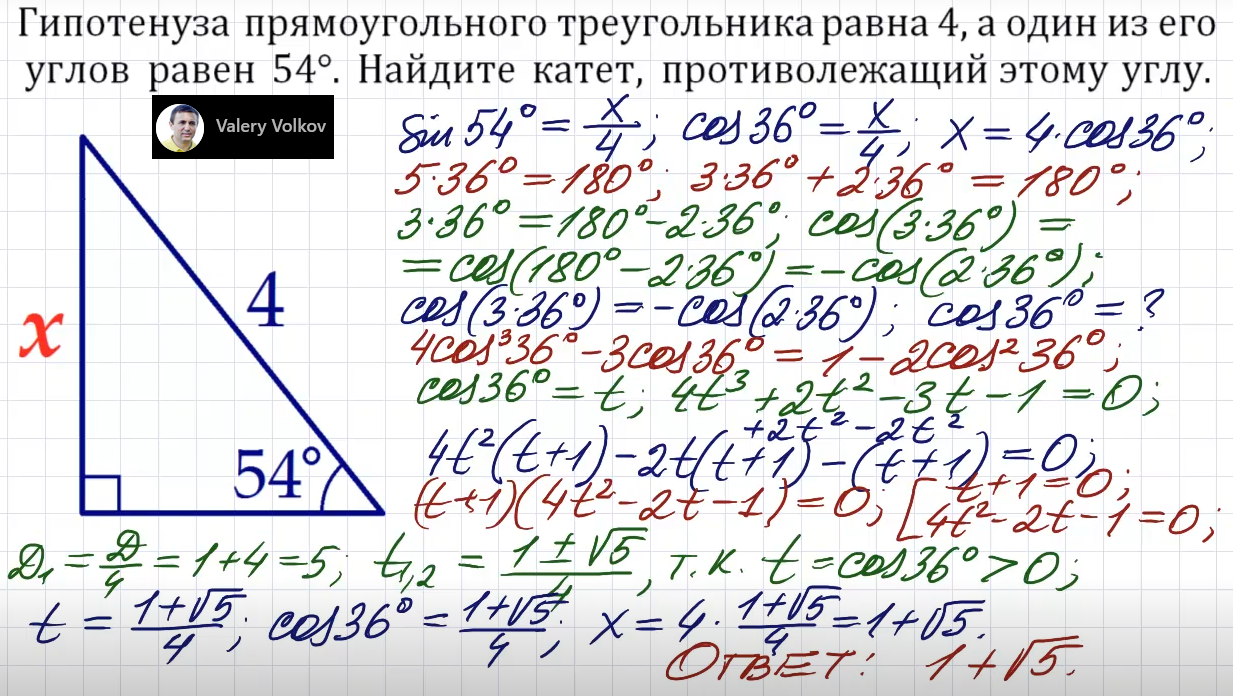 Гипотенуза прямоугольного треугольника равна 4, а один из его
углов равен 54°. Найдите катет, противолежащий этому углу.
Valery Volkov
x
4
54°
sin 54° = x/4; cos 36° = x/4; x = 4·cos 36°;
5·36° = 180°; 3·36° + 2·36° = 180°;
3·36° = 180° - 2·36°; cos(3·36°) =
= cos(180° - 2·36°) = -cos(2·36°);
cos(3·36°) = -cos(2·36°); cos 36° = ?
4cos³36° - 3cos 36° = 1 - 2cos²36°;
cos 36° = t; 4t³ + 2t² - 3t - 1 = 0;
+2t² - 2t²
4t²(t+1) - 2t(t+1) - (t+1) = 0;
(t+1)(4t² - 2t - 1) = 0; [ t+1 = 0;
4t² - 2t - 1 = 0;
D₁ = D/4 = 1+4 = 5; t₁,₂ = (1 ± √5)/4, т.к. t = cos 36° > 0;
t = (1+√5)/4; cos 36° = (1+√5)/4; x = 4 · (1+√5)/4 = 1+√5.
Ответ: 1+√5.